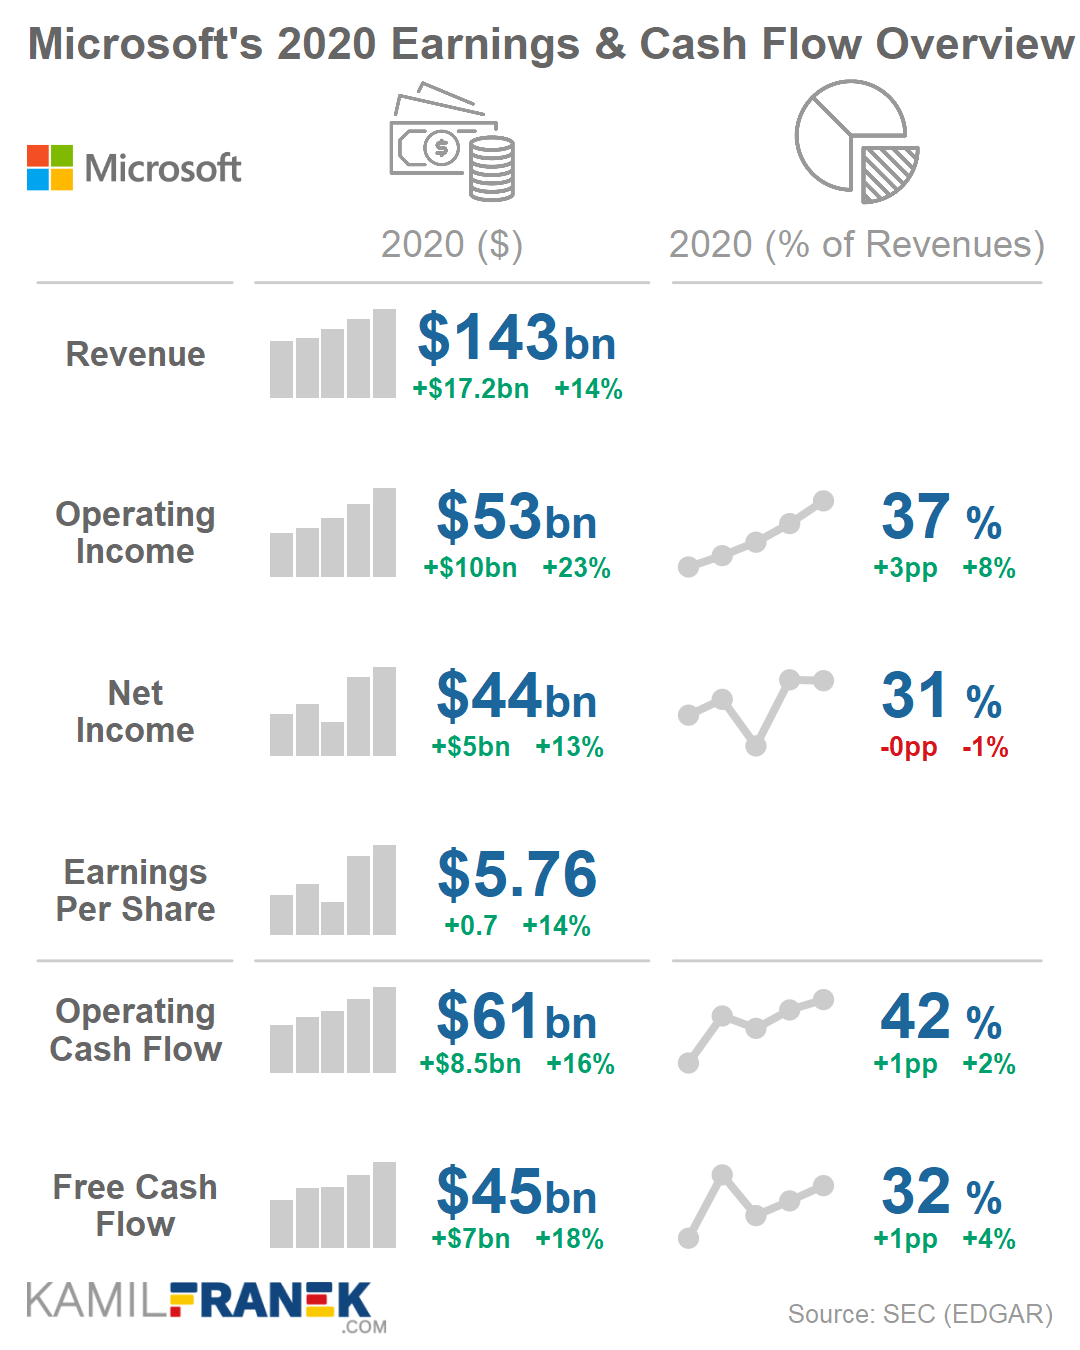 Microsoft's 2020 Earnings & Cash Flow Overview
Microsoft
$
2020 ($)
2020 (% of Revenues)
Revenue
$143bn
+$17.2bn +14%
Operating
Income
$53bn
+$10bn +23%
37 %
+3pp +8%
Net
Income
$44bn
+$5bn +13%
31 %
-0pp -1%
Earnings
Per Share
$5.76
+0.7 +14%
Operating
Cash Flow
$61bn
+$8.5bn +16%
42 %
+1pp +2%
Free Cash
Flow
$45bn
+$7bn +18%
32 %
+1pp +4%
KAMILFRANEK
.COM
Source: SEC (EDGAR)